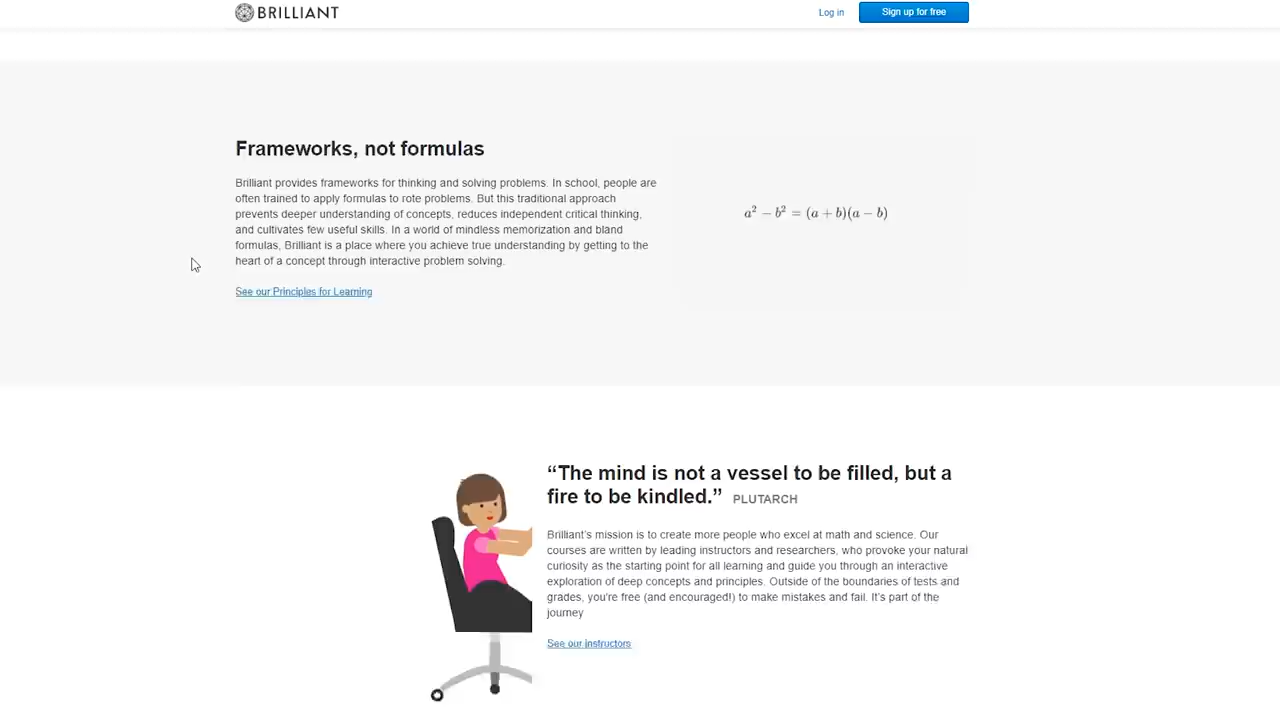 BRILLIANT
Log in
Sign up for free
Frameworks, not formulas
Brilliant provides frameworks for thinking and solving problems. In school, people are
often trained to apply formulas to rote problems. But this traditional approach
prevents deeper understanding of concepts, reduces independent critical thinking,
and cultivates few useful skills. In a world of mindless memorization and bland
formulas, Brilliant is a place where you achieve true understanding by getting to the
heart of a concept through interactive problem solving.
See our Principles for Learning
a² − b² = (a + b)(a − b)
“The mind is not a vessel to be filled, but a
fire to be kindled.” PLUTARCH
Brilliant's mission is to create more people who excel at math and science. Our
courses are written by leading instructors and researchers, who provoke your natural
curiosity as the starting point for all learning and guide you through an interactive
exploration of deep concepts and principles. Outside of the boundaries of tests and
grades, you're free (and encouraged!) to make mistakes and fail. It's part of the
journey
See our instructors